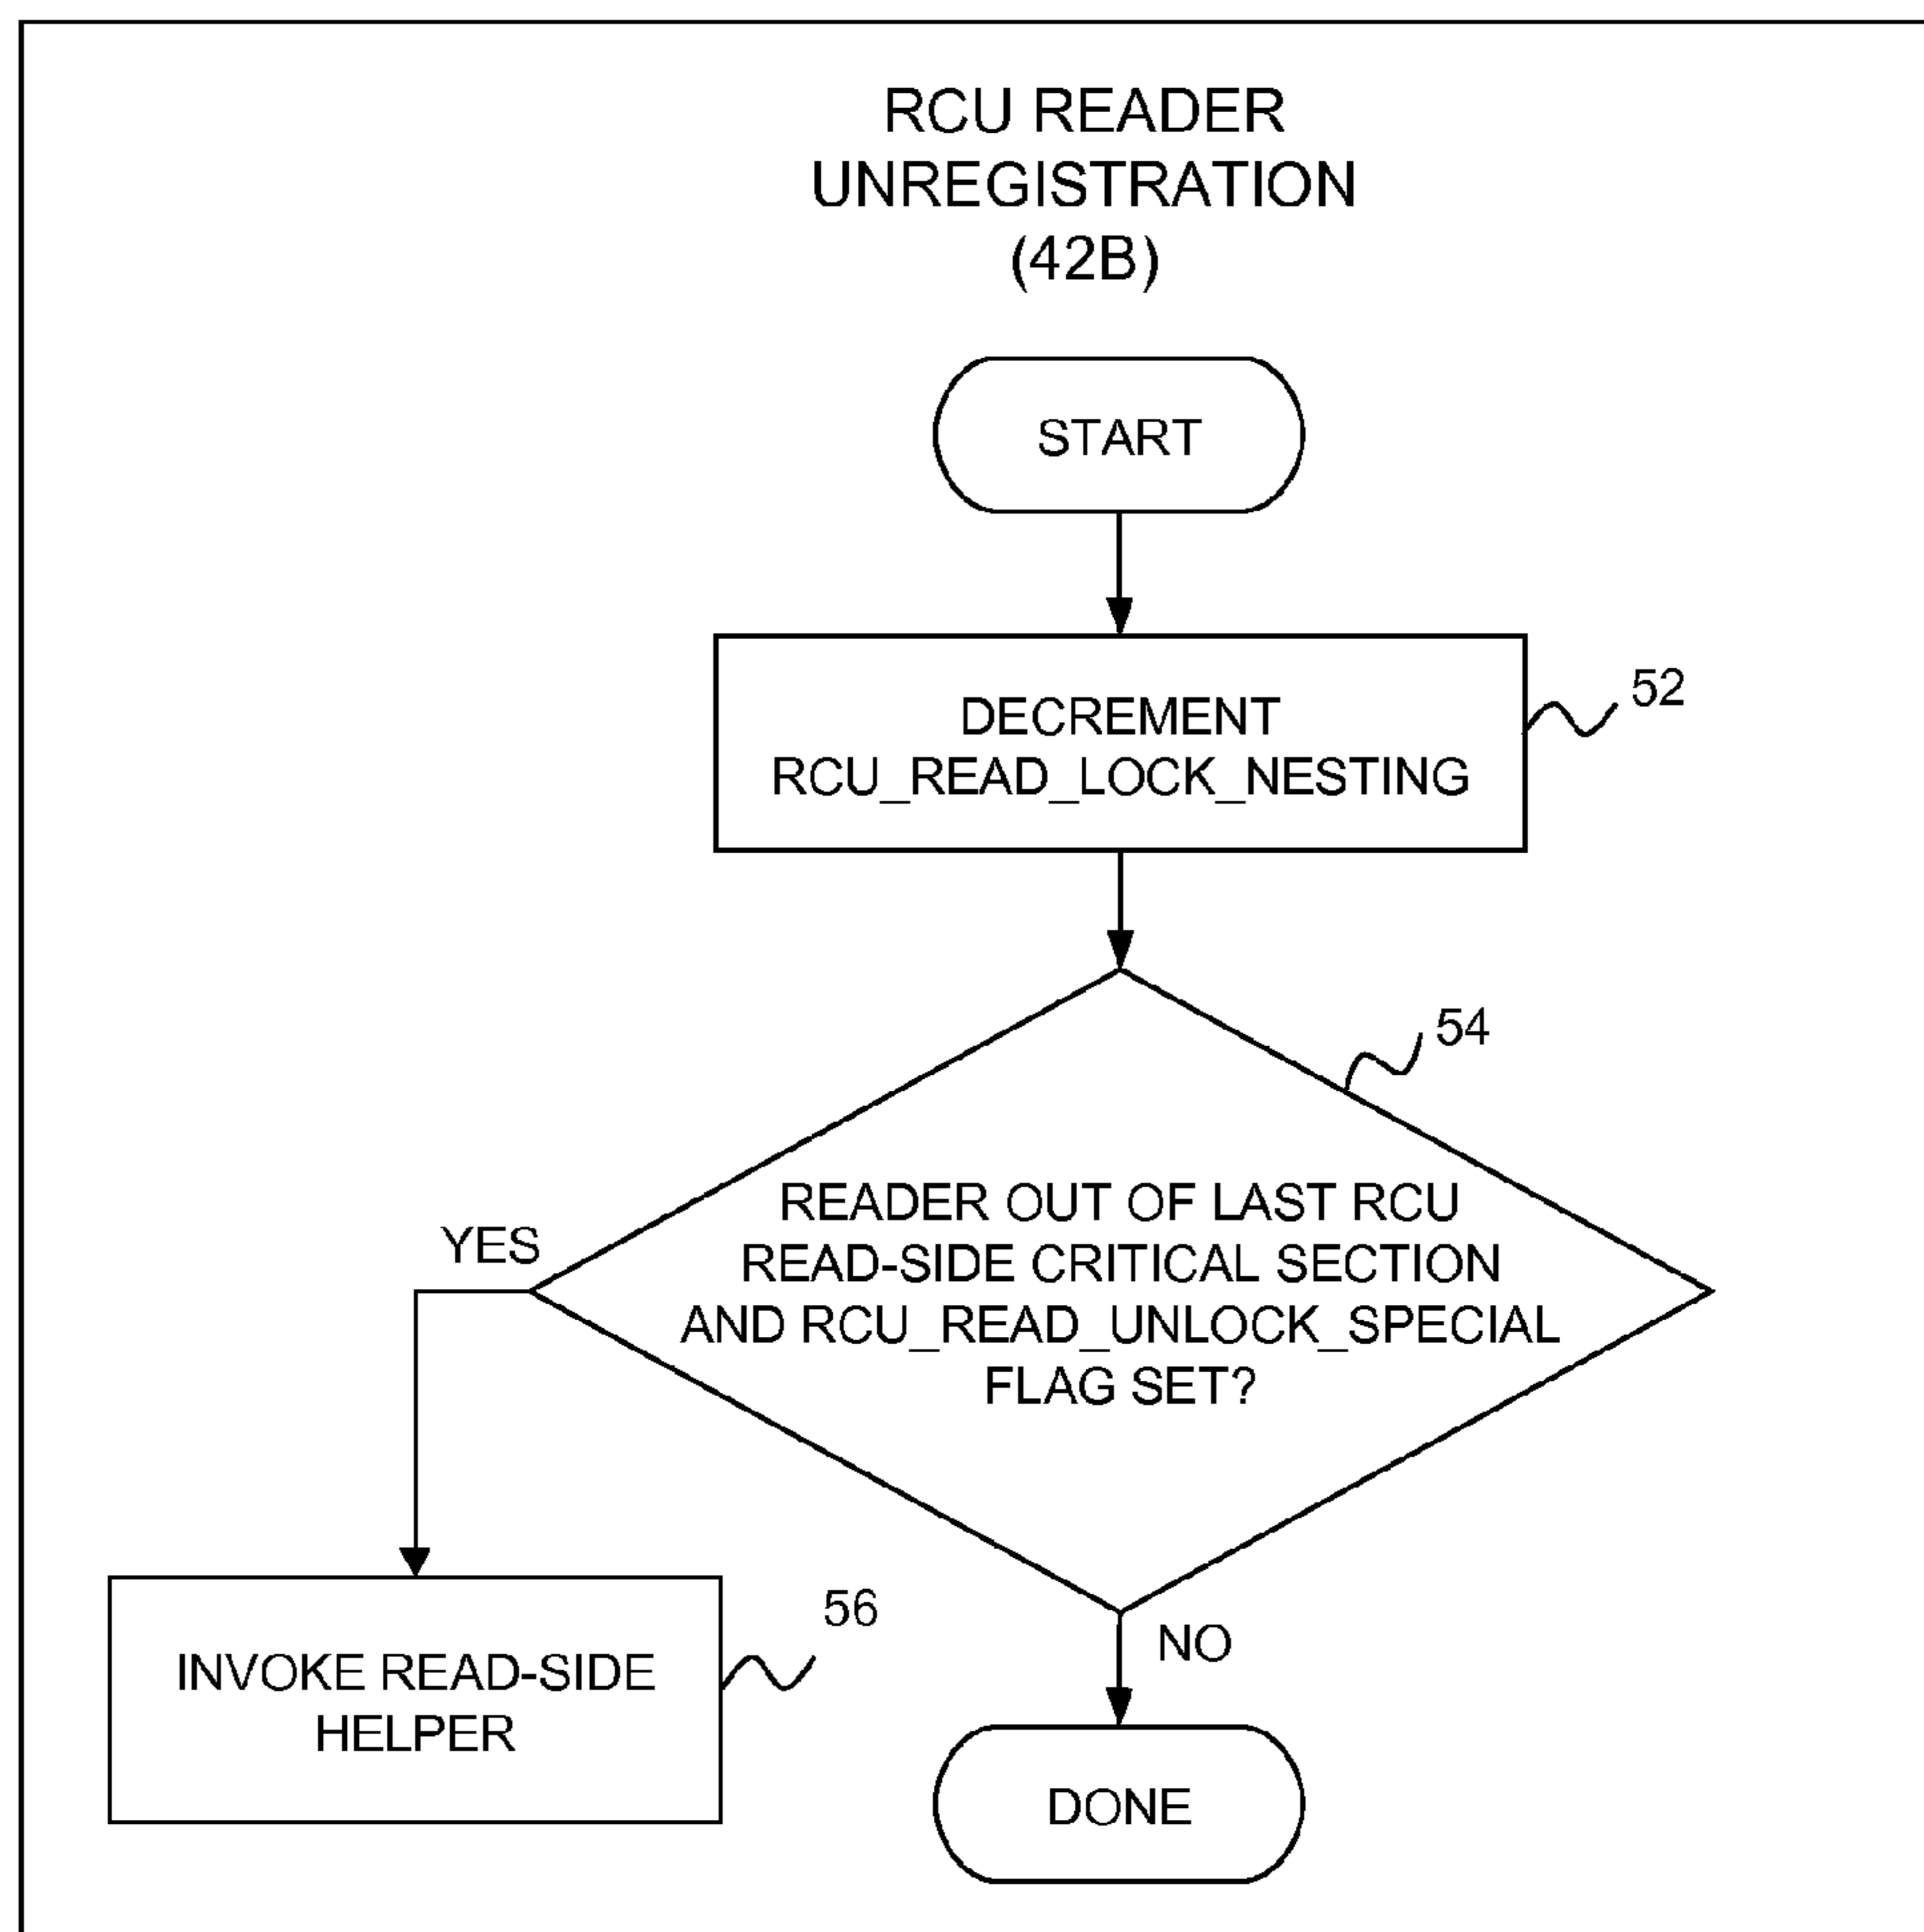 RCU READER
UNREGISTRATION
(42B)
START
DECREMENT
RCU_READ_LOCK_NESTING
52
54
READER OUT OF LAST RCU
READ-SIDE CRITICAL SECTION
AND RCU_READ_UNLOCK_SPECIAL
FLAG SET?
YES
INVOKE READ-SIDE
HELPER
56
NO
DONE